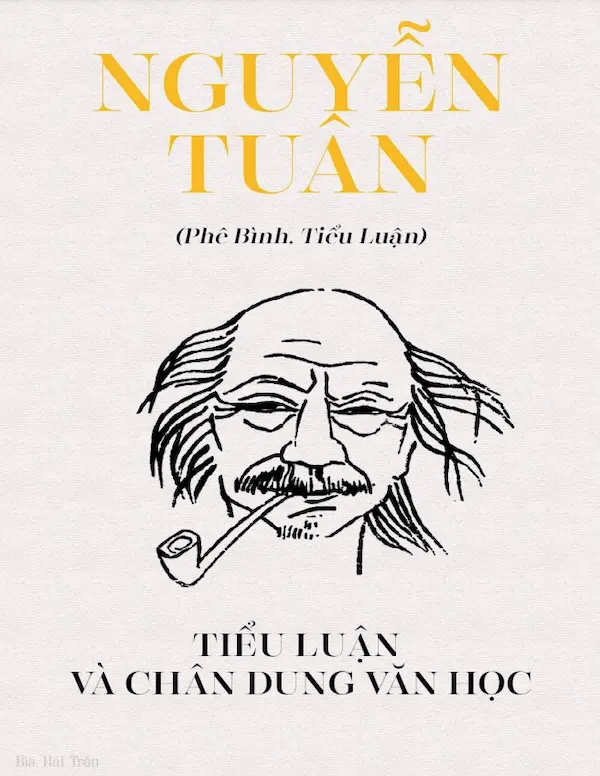 NGUYỄN
TUÂN
(Phê Bình. Tiểu Luận)
TIỂU LUẬN
VÀ CHÂN DUNG VĂN HỌC
Bìa. Hải Trần